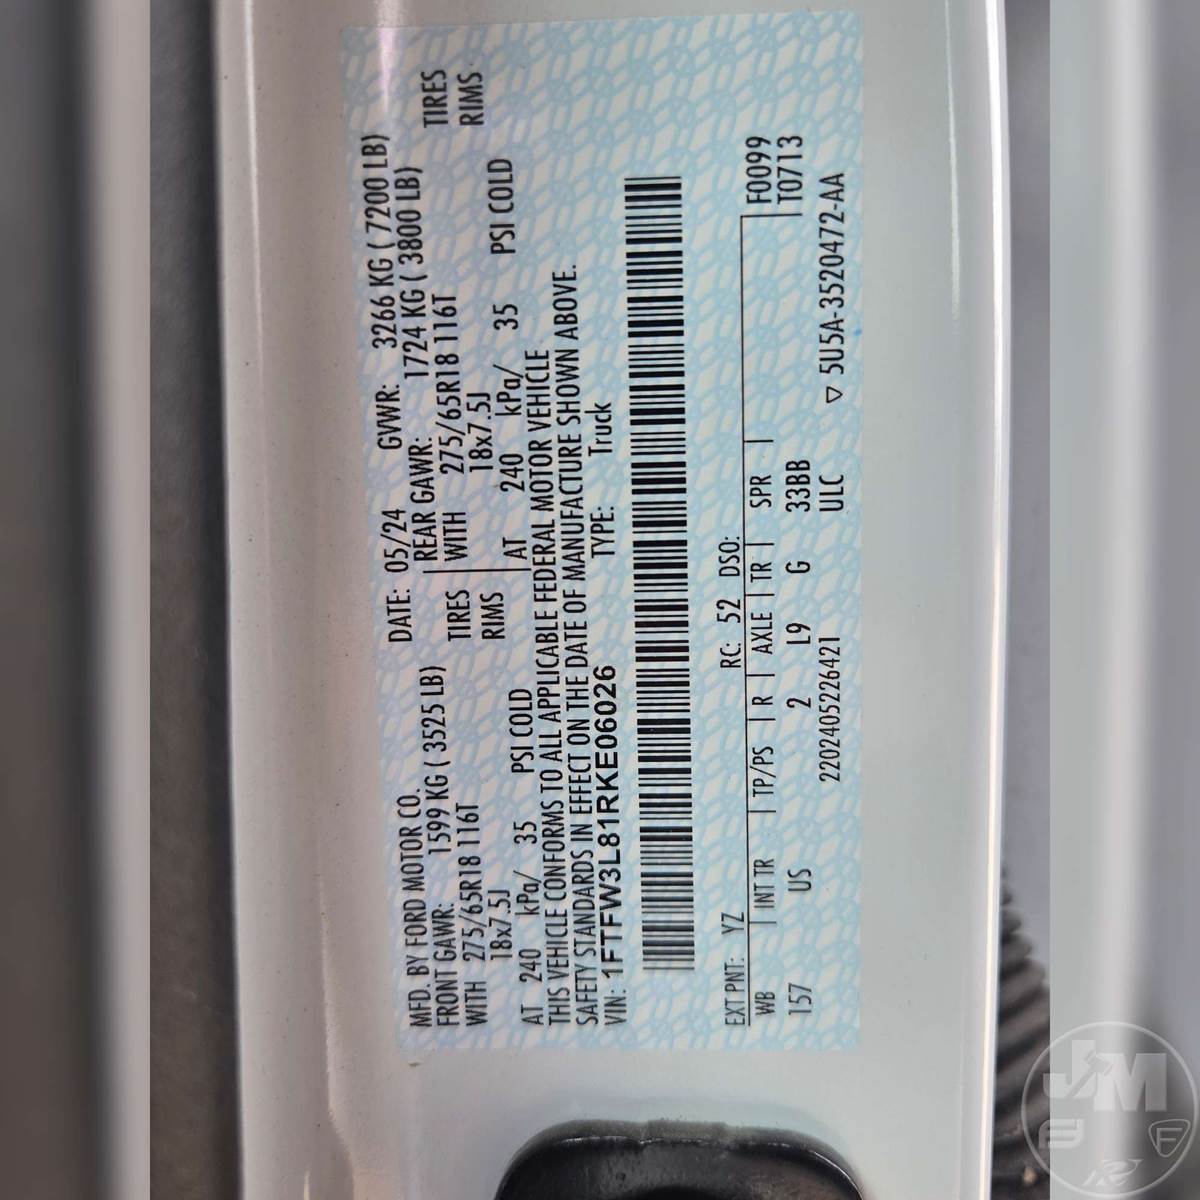 MFD. BY FORD MOTOR CO.
DATE: 05/24 GVWR: 3266 KG ( 7200 LB)
FRONT GAWR: 1599 KG ( 3525 LB)
REAR GAWR: 1724 KG ( 3800 LB)
WITH 275/65R18 116T TIRES
WITH 275/65R18 116T TIRES
18x7.5J RIMS
18x7.5J RIMS
AT 240 kPa/ 35 PSI COLD
AT 240 kPa/ 35 PSI COLD
THIS VEHICLE CONFORMS TO ALL APPLICABLE FEDERAL MOTOR VEHICLE
SAFETY STANDARDS IN EFFECT ON THE DATE OF MANUFACTURE SHOWN ABOVE.
VIN: 1FTFW3L81RKE06026 TYPE: Truck
EXT PNT: YZ RC: 52 DSO:
WB INT TR TP/PS R AXLE TR SPR F0099
157 US 2 L9 G 33BB T0713
220240522 6421 ULC ▽ 5U5A-3520472-AA
JM